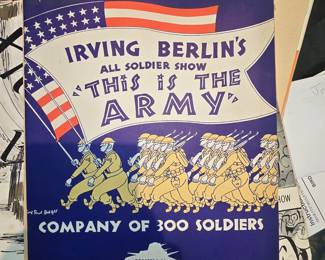 IRVING BERLIN'S
ALL SOLDIER SHOW
"THIS IS THE
ARMY"
COMPANY OF 300 SOLDIERS